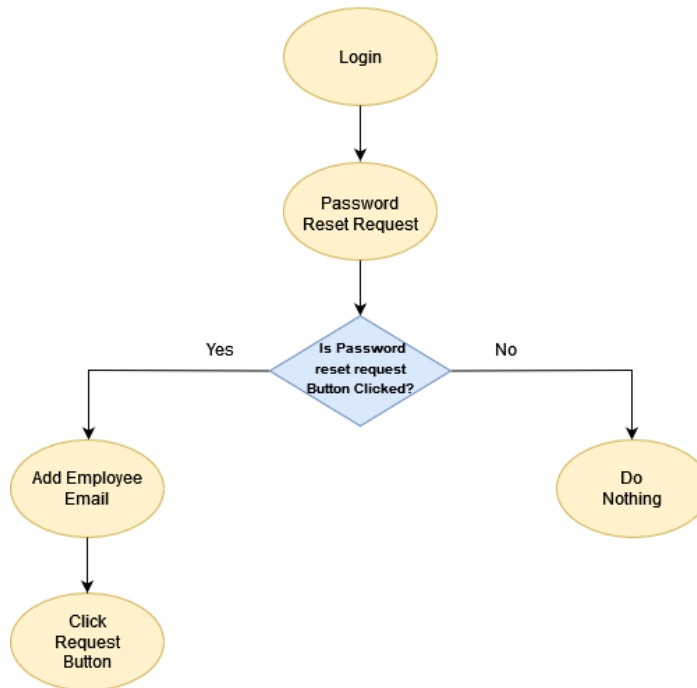 Login
Password
Reset Request
Yes
Is Password
reset request
Button Clicked?
No
Add Employee
Email
Do
Nothing
Click
Request
Button